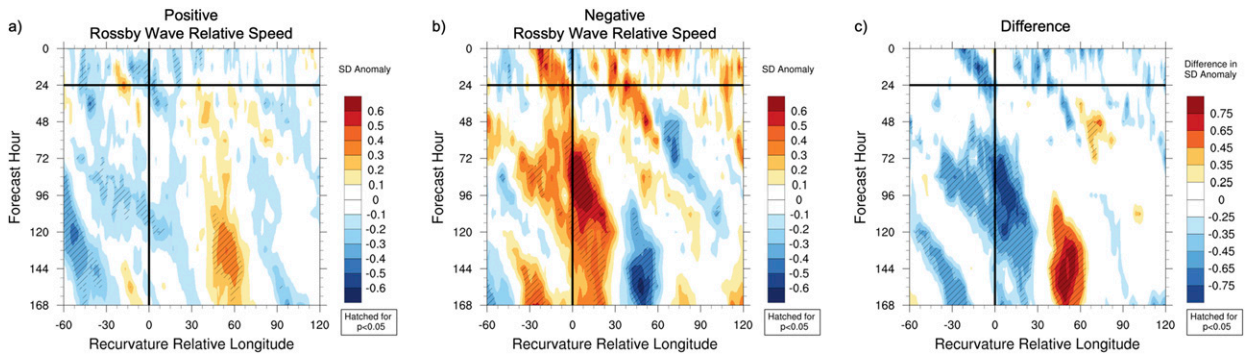 a)
Positive
Rossby Wave Relative Speed
0
24
48
72
96
120
144
168
Forecast Hour
-60 -30 0 30 60 90 120
Recurvature Relative Longitude
SD Anomaly
0.6
0.5
0.4
0.3
0.2
0.1
0
-0.1
-0.2
-0.3
-0.4
-0.5
-0.6
Hatched for
p<0.05
b)
Negative
Rossby Wave Relative Speed
0
24
48
72
96
120
144
168
Forecast Hour
-60 -30 0 30 60 90 120
Recurvature Relative Longitude
SD Anomaly
0.6
0.5
0.4
0.3
0.2
0.1
0
-0.1
-0.2
-0.3
-0.4
-0.5
-0.6
Hatched for
p<0.05
c)
Difference
0
24
48
72
96
120
144
168
Forecast Hour
-60 -30 0 30 60 90 120
Recurvature Relative Longitude
Difference in
SD Anomaly
0.75
0.65
0.55
0.45
0.35
0.25
0
-0.25
-0.35
-0.45
-0.55
-0.65
-0.75
Hatched for
p<0.05